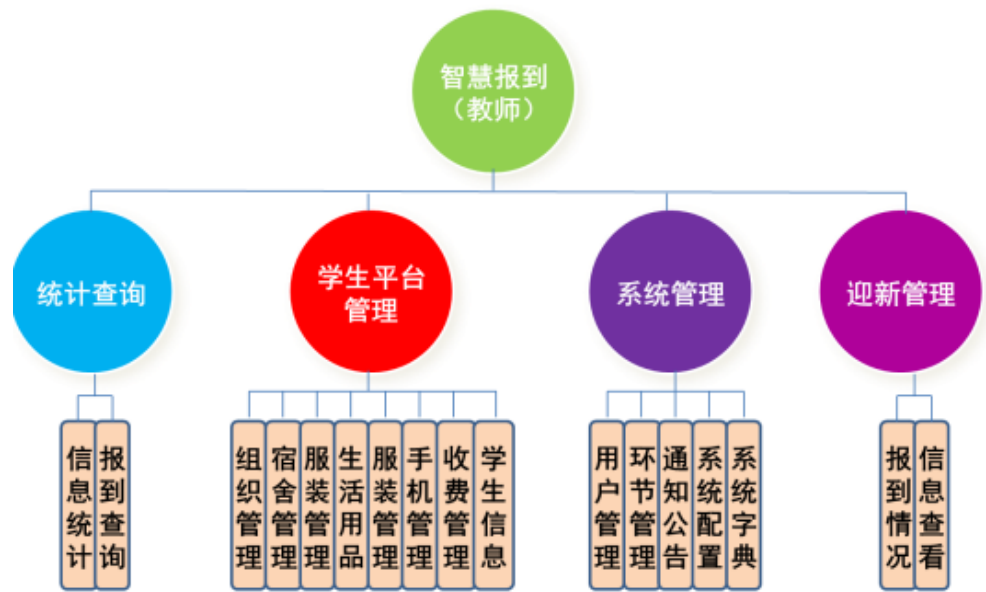 智慧报到
（教师）
统计查询
学生平台
管理
系统管理
迎新管理
信息统计
报到查询
组织管理
宿舍管理
服装管理
生活用品
服装管理
手机管理
收费管理
学生信息
用户管理
环节管理
通知公告
系统配置
系统字典
报到情况
信息查看